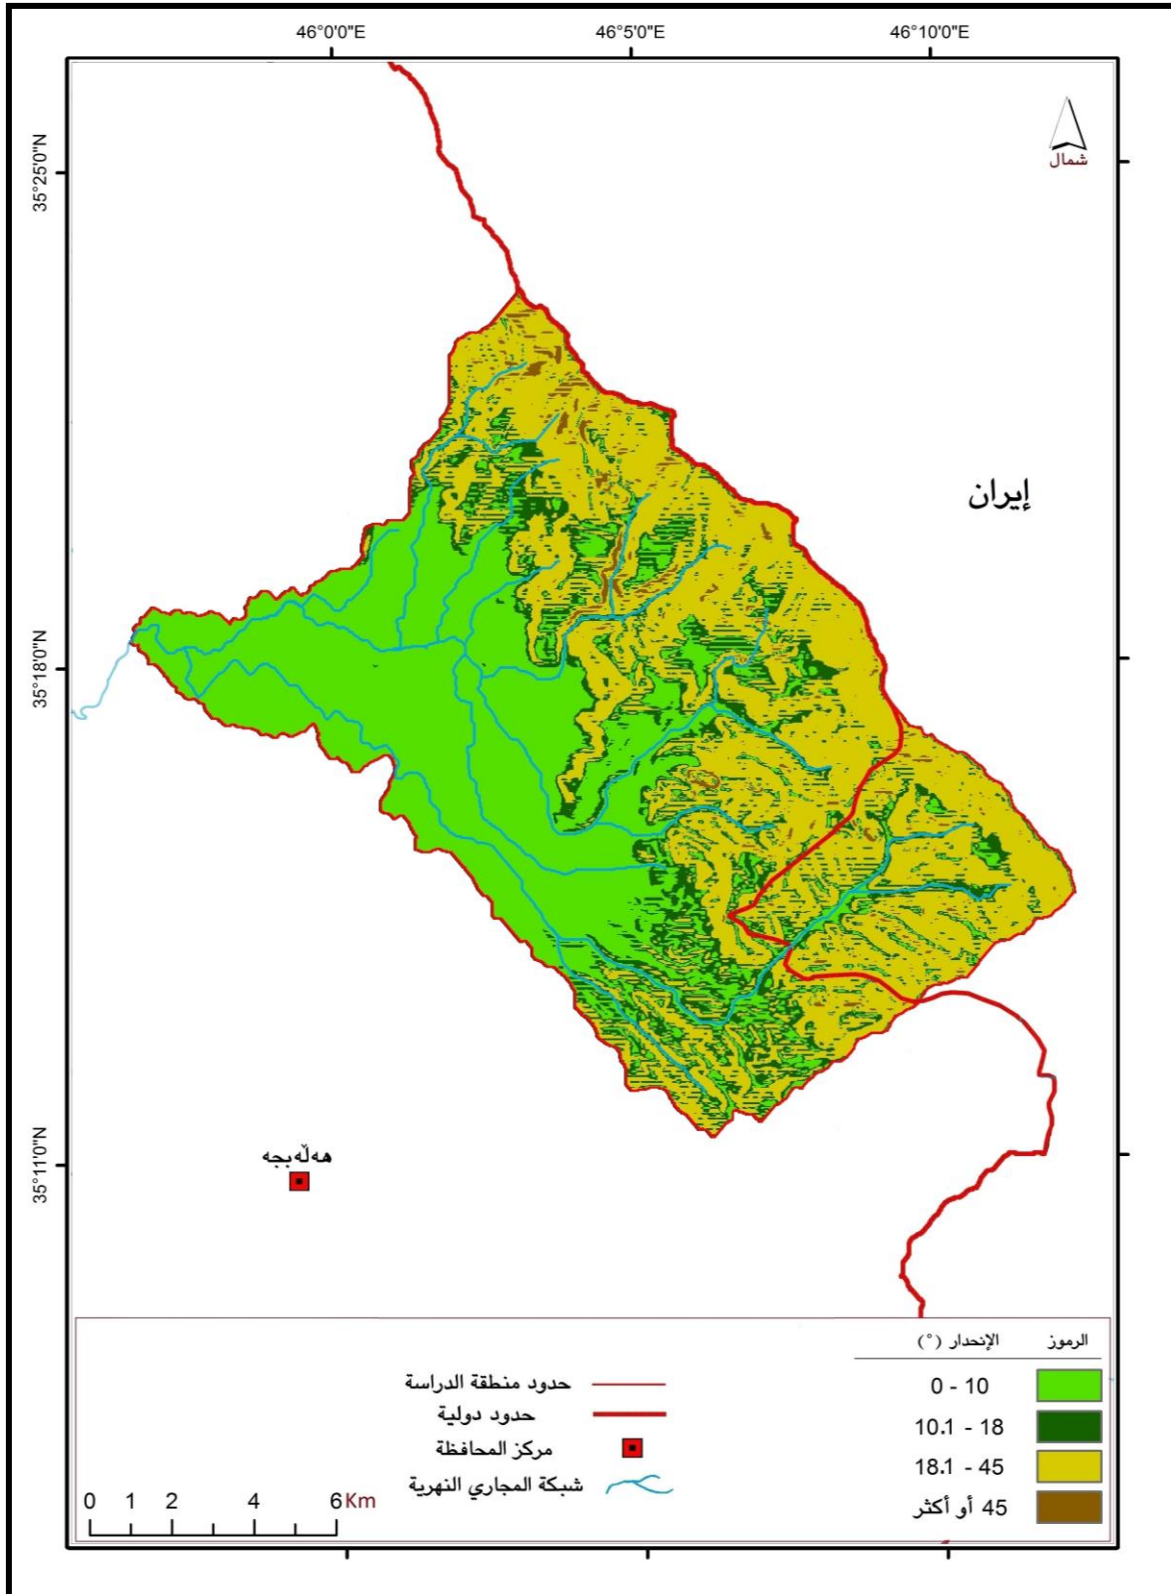 46°0'0"E
46°5'0"E
46°10'0"E
35°25'0"N
35°18'0"N
35°11'0"N
شمال
إيران
هەڵەبجە
الرموز
الإنحدار (°)
0 - 10
10.1 - 18
18.1 - 45
45 أو أكثر
حدود منطقة الدراسة
حدود دولية
مركز المحافظة
شبكة المجاري النهرية
0 1 2 4 6 Km